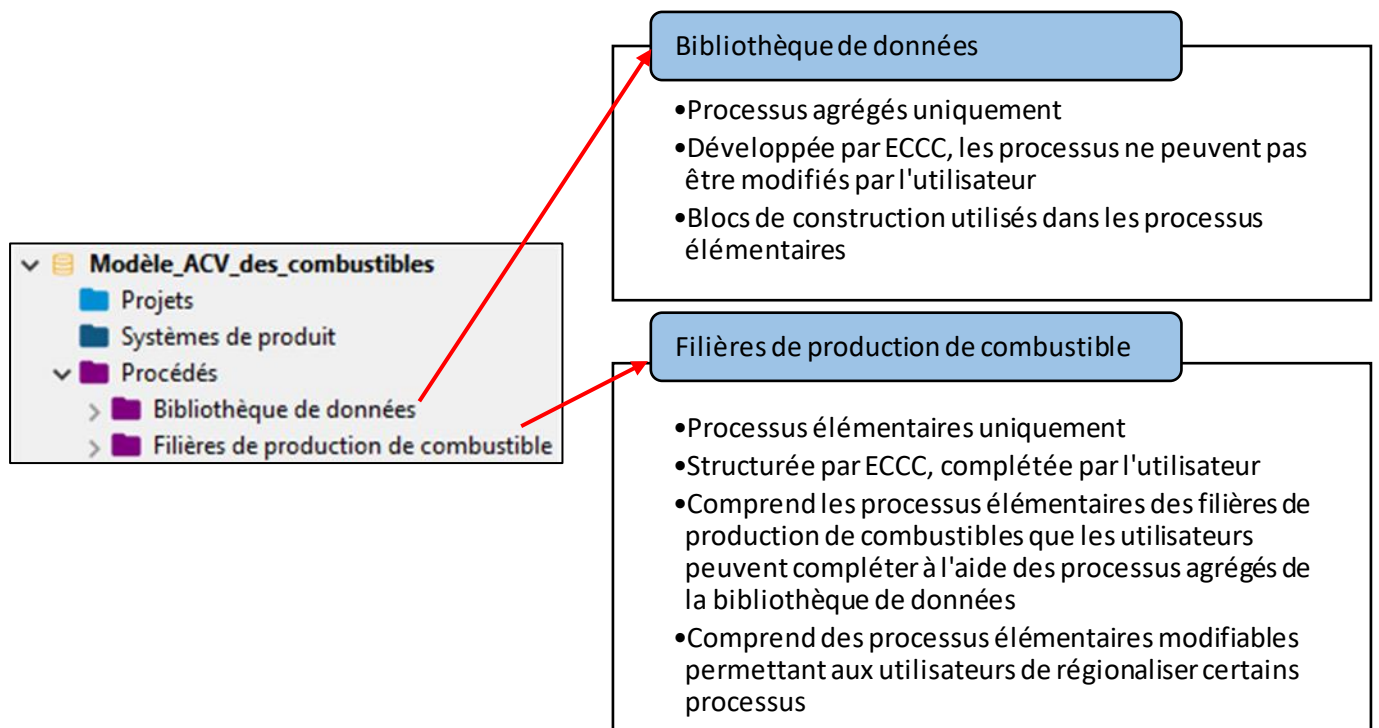 Bibliothèque de données
•Processus agrégés uniquement
•Développée par ECCC, les processus ne peuvent pas
être modifiés par l'utilisateur
•Blocs de construction utilisés dans les processus
élémentaires
Modèle_ACV_des_combustibles
Projets
Systèmes de produit
Procédés
Bibliothèque de données
Filières de production de combustible
Filières de production de combustible
•Processus élémentaires uniquement
•Structurée par ECCC, complétée par l'utilisateur
•Comprend les processus élémentaires des filières de
production de combustibles que les utilisateurs
peuvent compléter à l'aide des processus agrégés de
la bibliothèque de données
•Comprend des processus élémentaires modifiables
permettant aux utilisateurs de régionaliser certains
processus